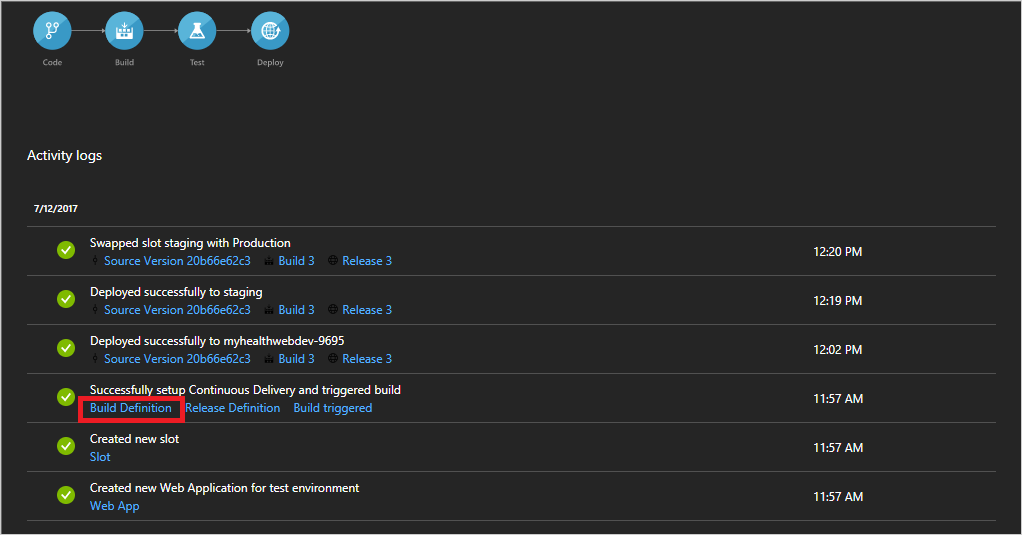 Code Build Test Deploy
Activity logs
7/12/2017
Swapped slot staging with Production
Source Version 20b66e62c3 Build 3 Release 3 12:20 PM
Deployed successfully to staging
Source Version 20b66e62c3 Build 3 Release 3 12:19 PM
Deployed successfully to myhealthwebdev-9695
Source Version 20b66e62c3 Build 3 Release 3 12:02 PM
Successfully setup Continuous Delivery and triggered build
Build Definition Release Definition Build triggered 11:57 AM
Created new slot
Slot 11:57 AM
Created new Web Application for test environment
Web App 11:57 AM